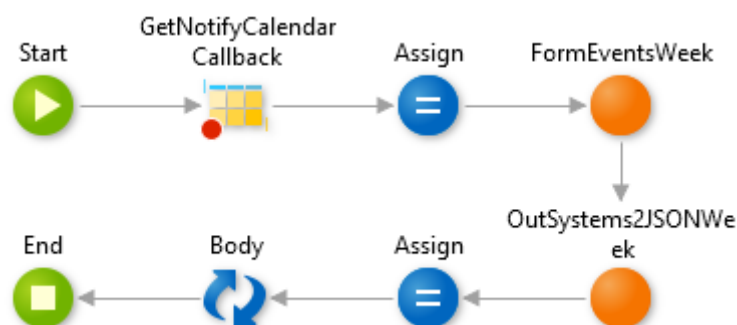 Start
GetNotifyCalendar
Callback
Assign
FormEventsWeek
OutSystems2JSONWe
ek
Assign
Body
End